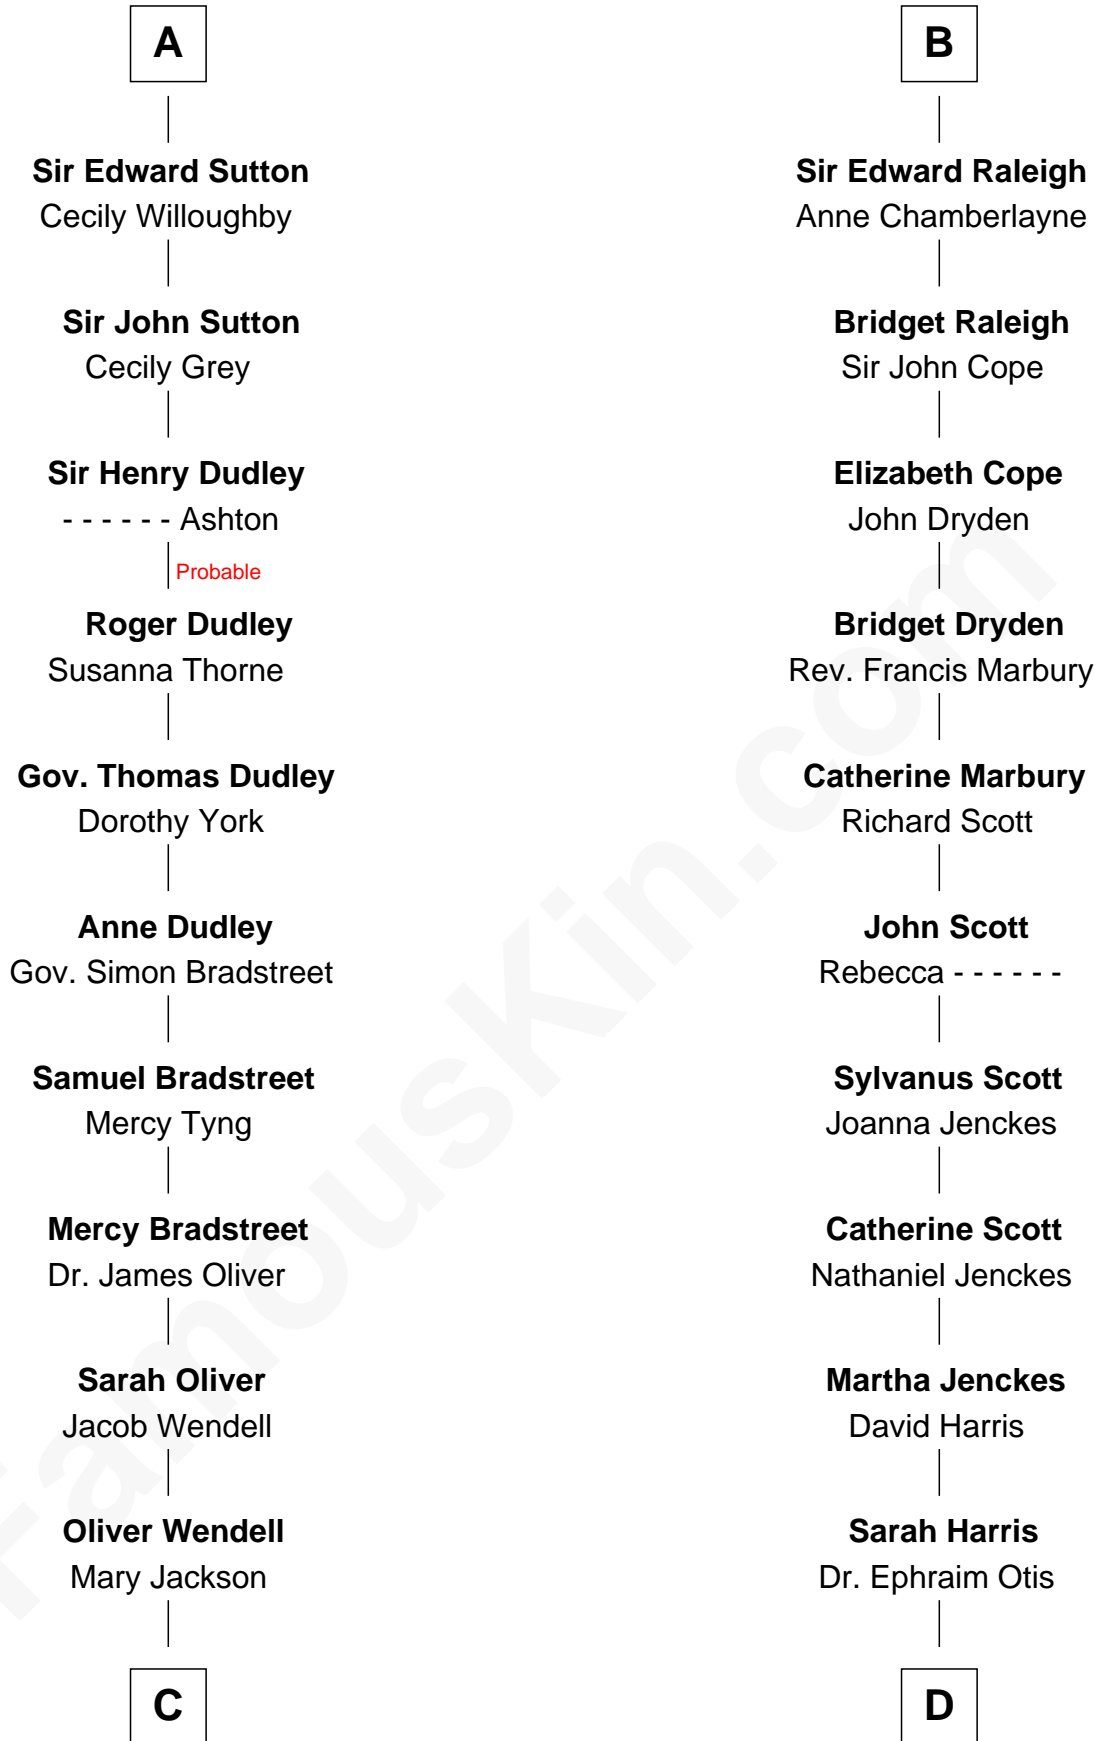 A
Sir Edward Sutton
Cecily Willoughby
Sir John Sutton
Cecily Grey
Sir Henry Dudley
- - - - - - Ashton
Probable
Roger Dudley
Susanna Thorne
Gov. Thomas Dudley
Dorothy York
Anne Dudley
Gov. Simon Bradstreet
Samuel Bradstreet
Mercy Tyng
Mercy Bradstreet
Dr. James Oliver
Sarah Oliver
Jacob Wendell
Oliver Wendell
Mary Jackson
C
B
Sir Edward Raleigh
Anne Chamberlayne
Bridget Raleigh
Sir John Cope
Elizabeth Cope
John Dryden
Bridget Dryden
Rev. Francis Marbury
Catherine Marbury
Richard Scott
John Scott
Rebecca - - - - - -
Sylvanus Scott
Joanna Jenckes
Catherine Scott
Nathaniel Jenckes
Martha Jenckes
David Harris
Sarah Harris
Dr. Ephraim Otis
D
FamousKin.com